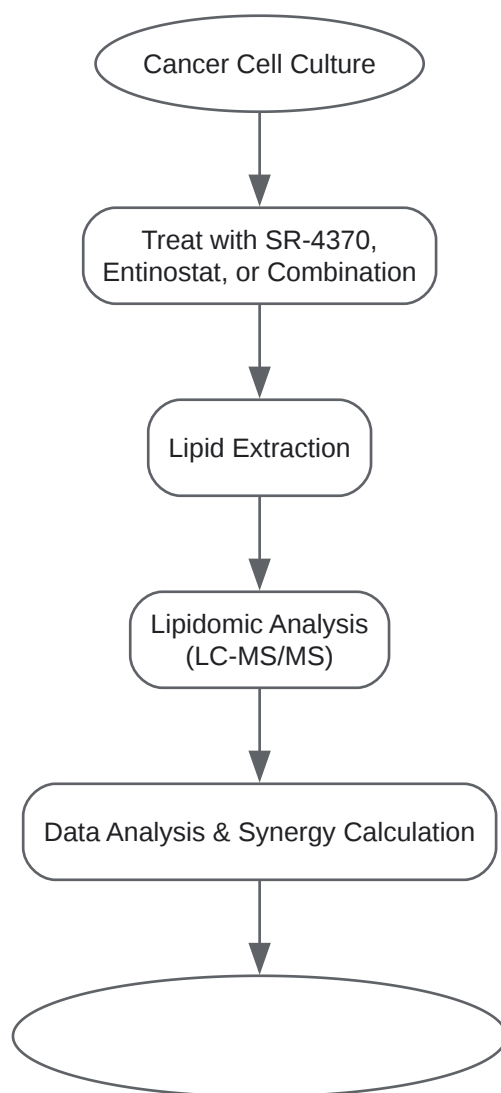 Cancer Cell Culture
Treat with SR-4370,
Entinostat, or Combination
Lipid Extraction
Lipidomic Analysis
(LC-MS/MS)
Data Analysis & Synergy Calculation